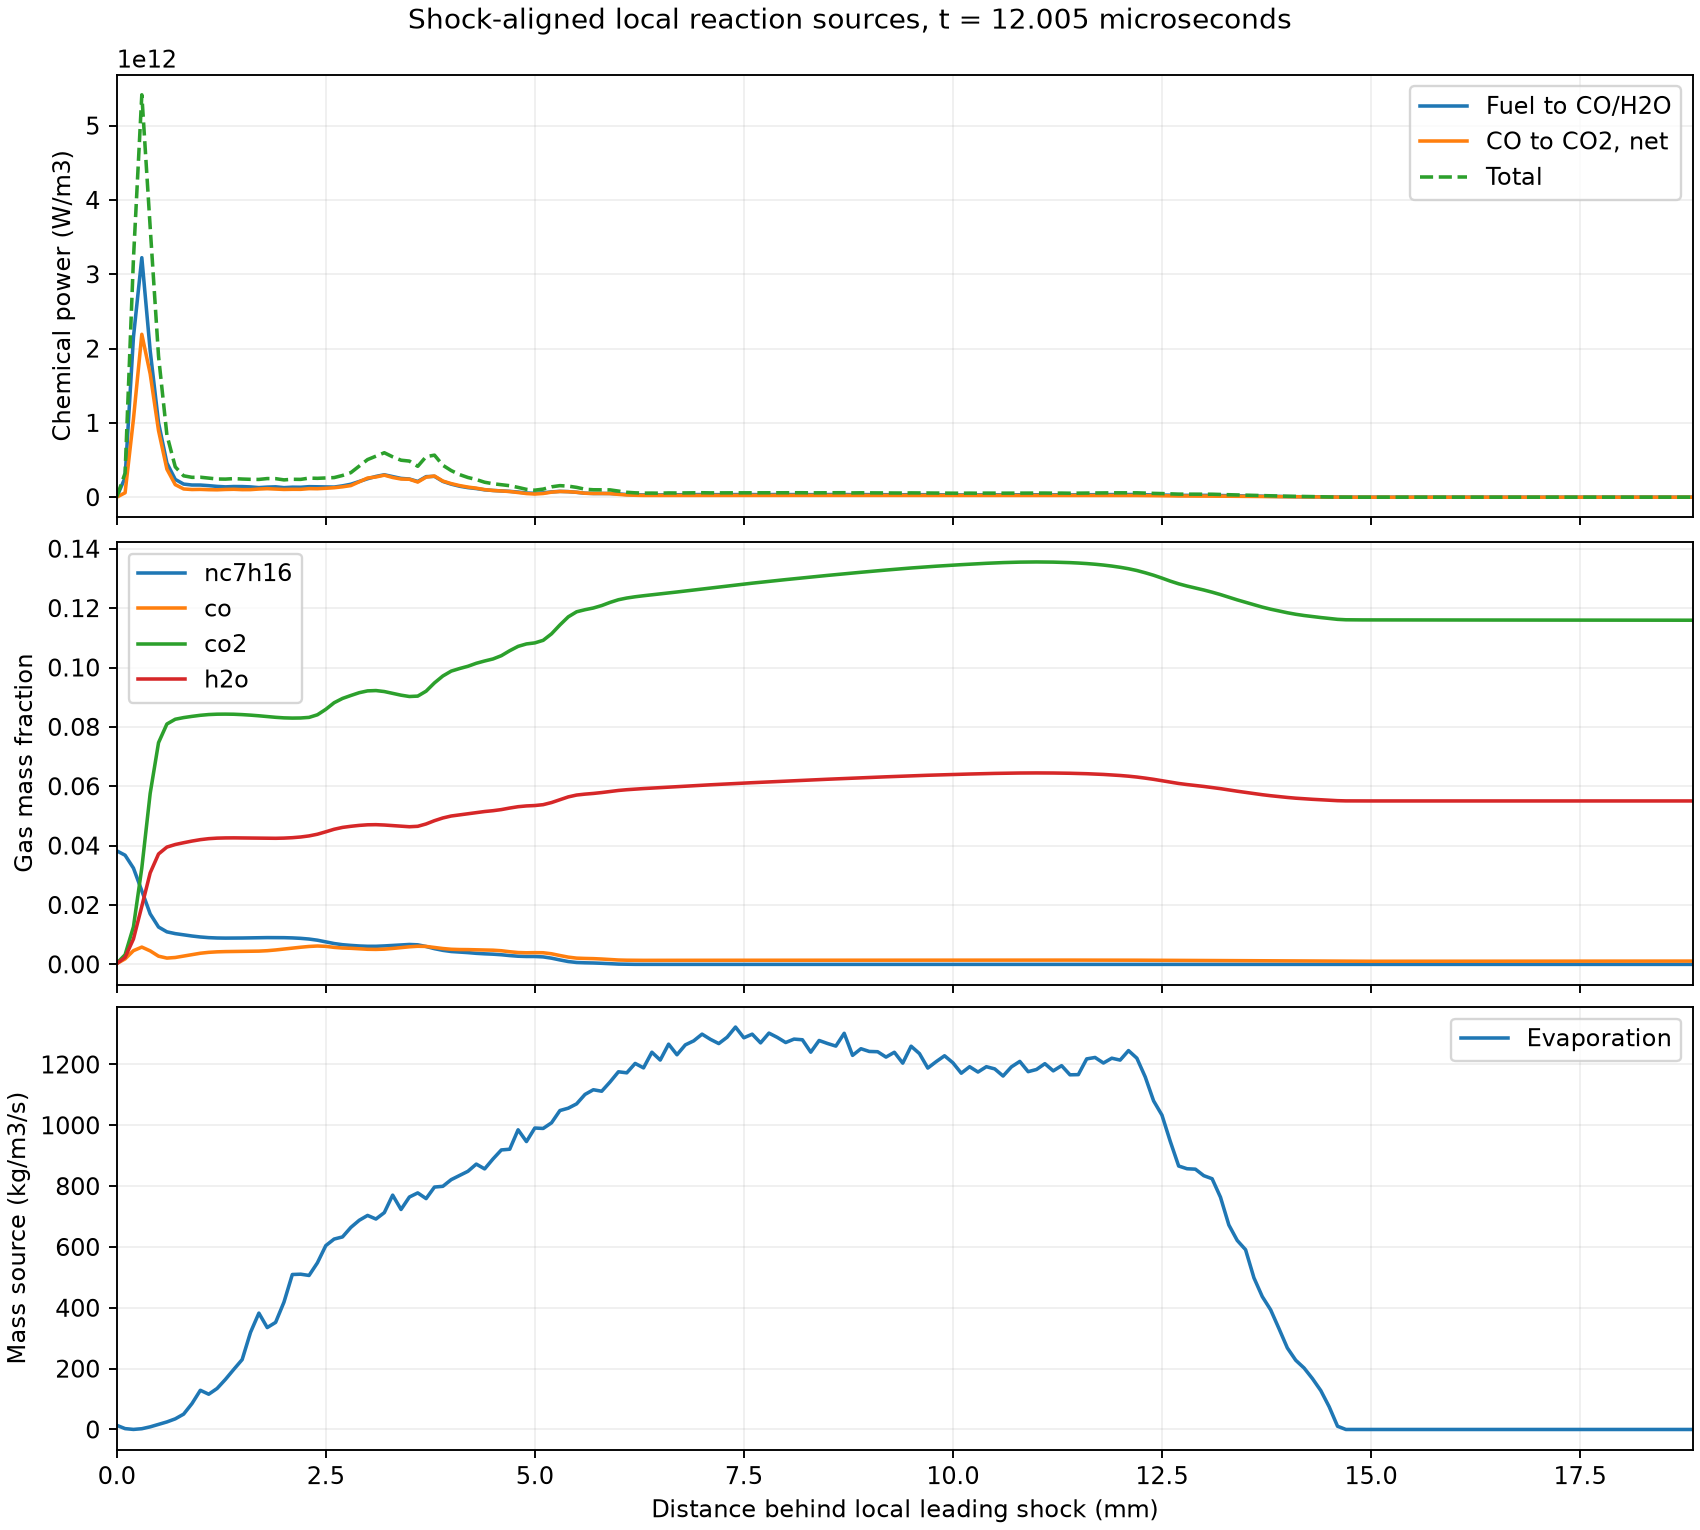 Shock-aligned local reaction sources, t = 12.005 microseconds
1e12
Chemical power (W/m3)
5
4
3
2
1
0
Fuel to CO/H2O
CO to CO2, net
Total
Gas mass fraction
0.14
0.12
0.10
0.08
0.06
0.04
0.02
0.00
nc7h16
co
co2
h2o
Mass source (kg/m3/s)
1200
1000
800
600
400
200
0
Evaporation
0.0 2.5 5.0 7.5 10.0 12.5 15.0 17.5
Distance behind local leading shock (mm)